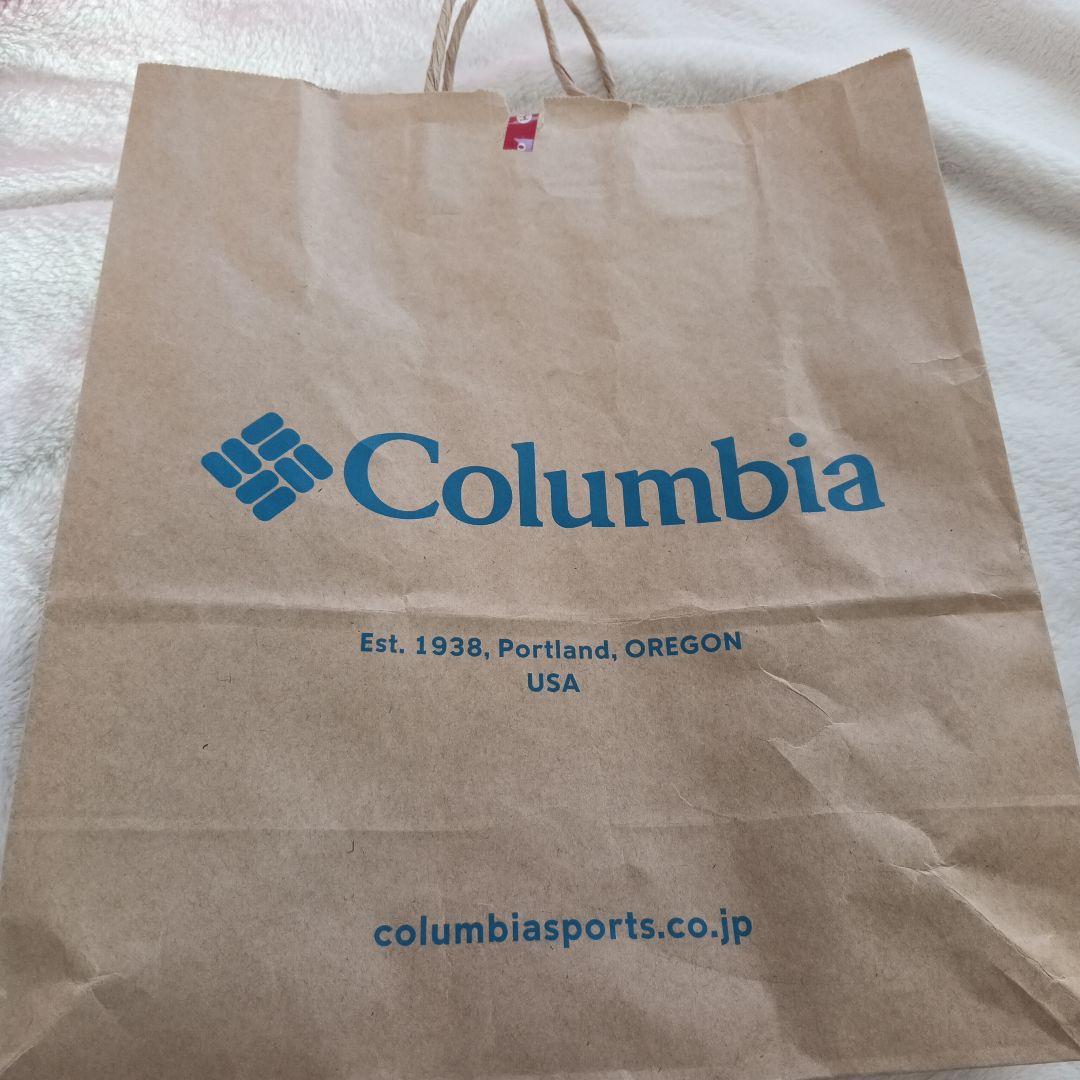 Columbia
Est. 1938, Portland, OREGON
USA
columbiasports.co.jp